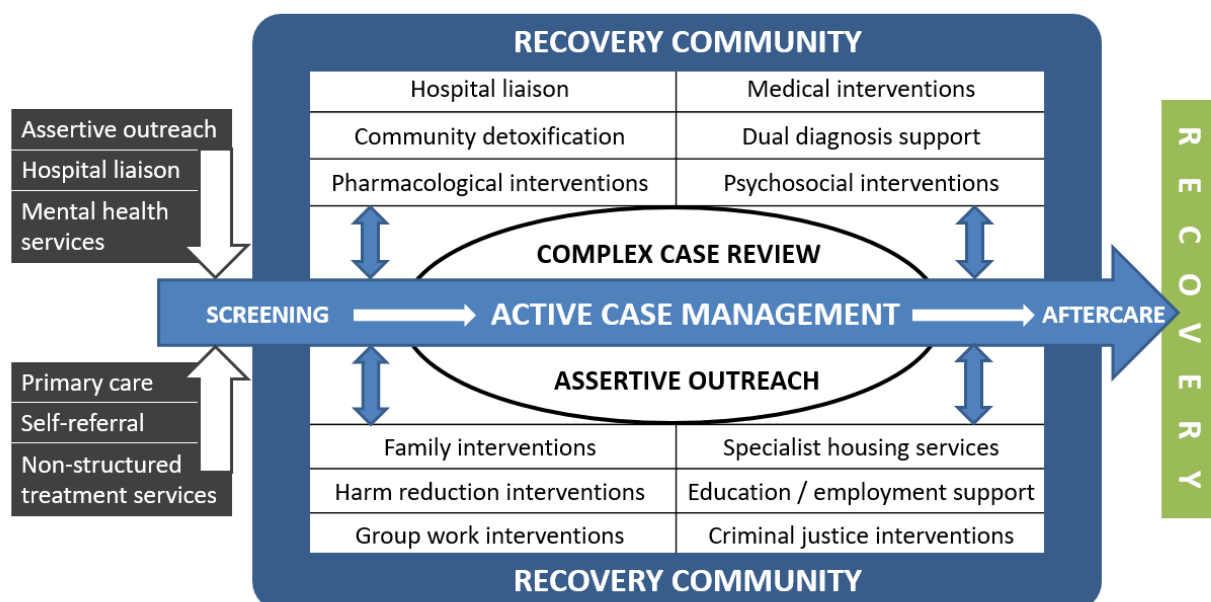 RECOVERY COMMUNITY
Assertive outreach
Hospital liaison
Mental health
services
Hospital liaison
Medical interventions
Community detoxification
Dual diagnosis support
Pharmacological interventions
Psychosocial interventions
COMPLEX CASE REVIEW
SCREENING
ACTIVE CASE MANAGEMENT
AFTERCARE
ASSERTIVE OUTREACH
Primary care
Self-referral
Non-structured
treatment services
Family interventions
Specialist housing services
Harm reduction interventions
Education / employment support
Group work interventions
Criminal justice interventions
RECOVERY COMMUNITY
RECOVERY